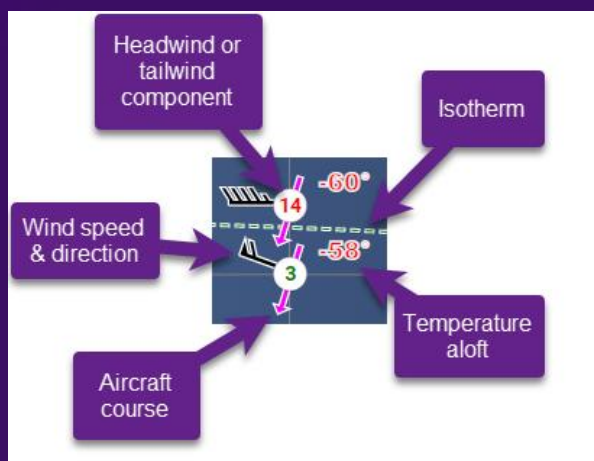 Headwind or
tailwind
component
Isotherm
-60°
14
Wind speed
& direction
-58°
3
Temperature
aloft
Aircraft
course